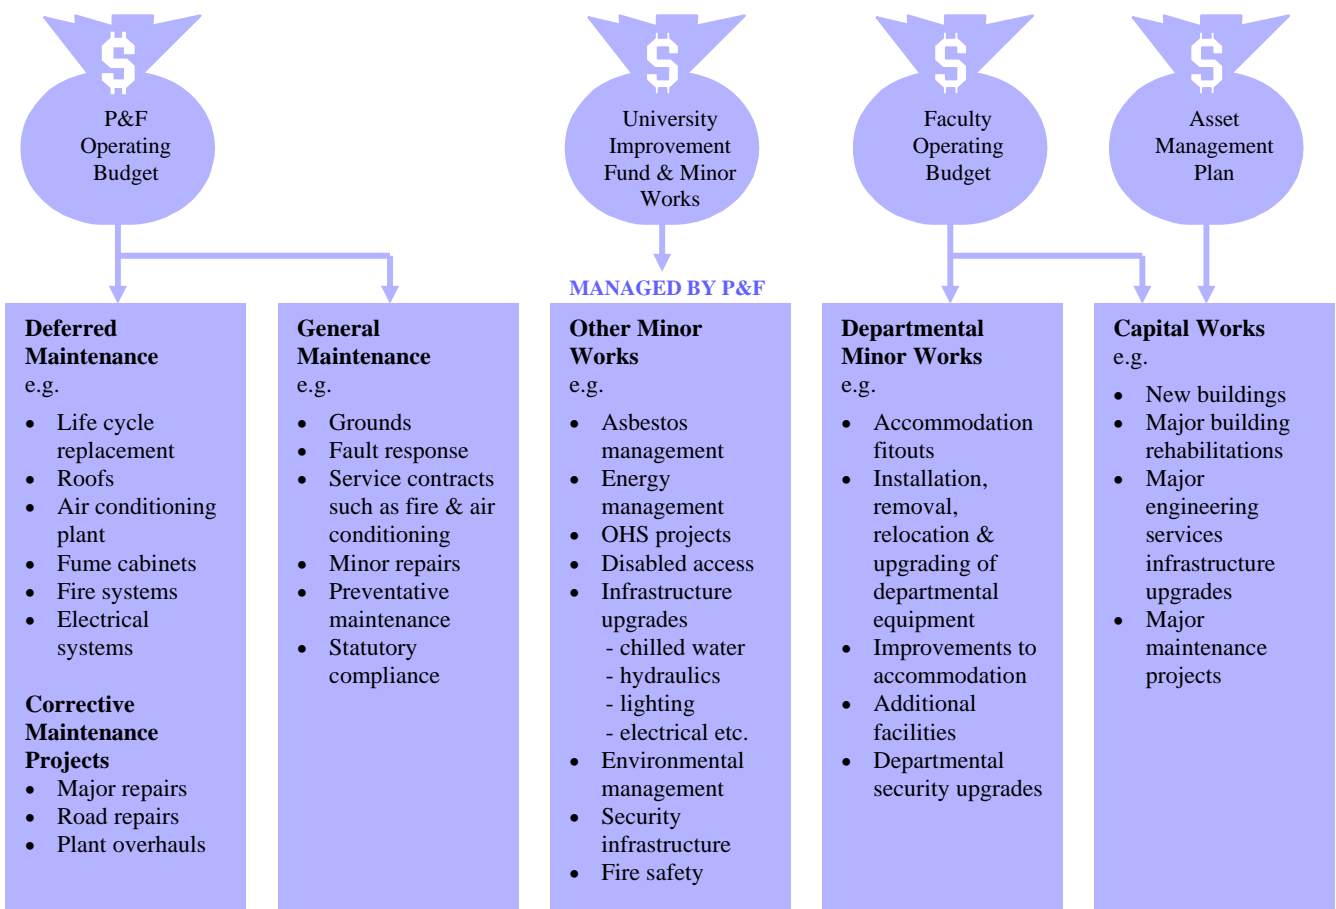 $
P&F
Operating
Budget
$
University
Improvement
Fund & Minor
Works
$
Faculty
Operating
Budget
$
Asset
Management
Plan
MANAGED BY P&F
Deferred
Maintenance
e.g.
• Life cycle
replacement
• Roofs
• Air conditioning
plant
• Fume cabinets
• Fire systems
• Electrical
systems
Corrective
Maintenance
Projects
• Major repairs
• Road repairs
• Plant overhauls
General
Maintenance
e.g.
• Grounds
• Fault response
• Service contracts
such as fire & air
conditioning
• Minor repairs
• Preventative
maintenance
• Statutory
compliance
Other Minor
Works
e.g.
• Asbestos
management
• Energy
management
• OHS projects
• Disabled access
• Infrastructure
upgrades
- chilled water
- hydraulics
- lighting
- electrical etc.
• Environmental
management
• Security
infrastructure
• Fire safety
Departmental
Minor Works
e.g.
• Accommodation
fitouts
• Installation,
removal,
relocation &
upgrading of
departmental
equipment
• Improvements to
accommodation
• Additional
facilities
• Departmental
security upgrades
Capital Works
e.g.
• New buildings
• Major building
rehabilitations
• Major
engineering
services
infrastructure
upgrades
• Major
maintenance
projects